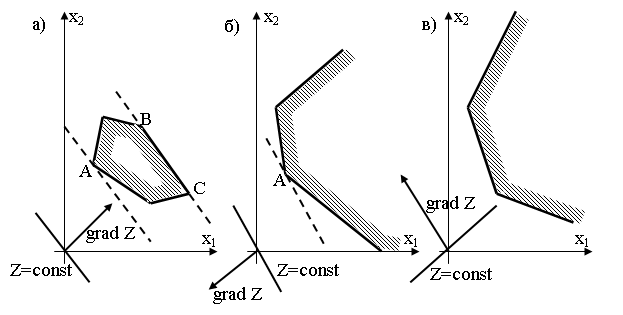 а)
x2
B
A
C
grad Z
x1
Z=const
б)
x2
A
x1
Z=const
grad Z
в)
x2
grad Z
x1
Z=const